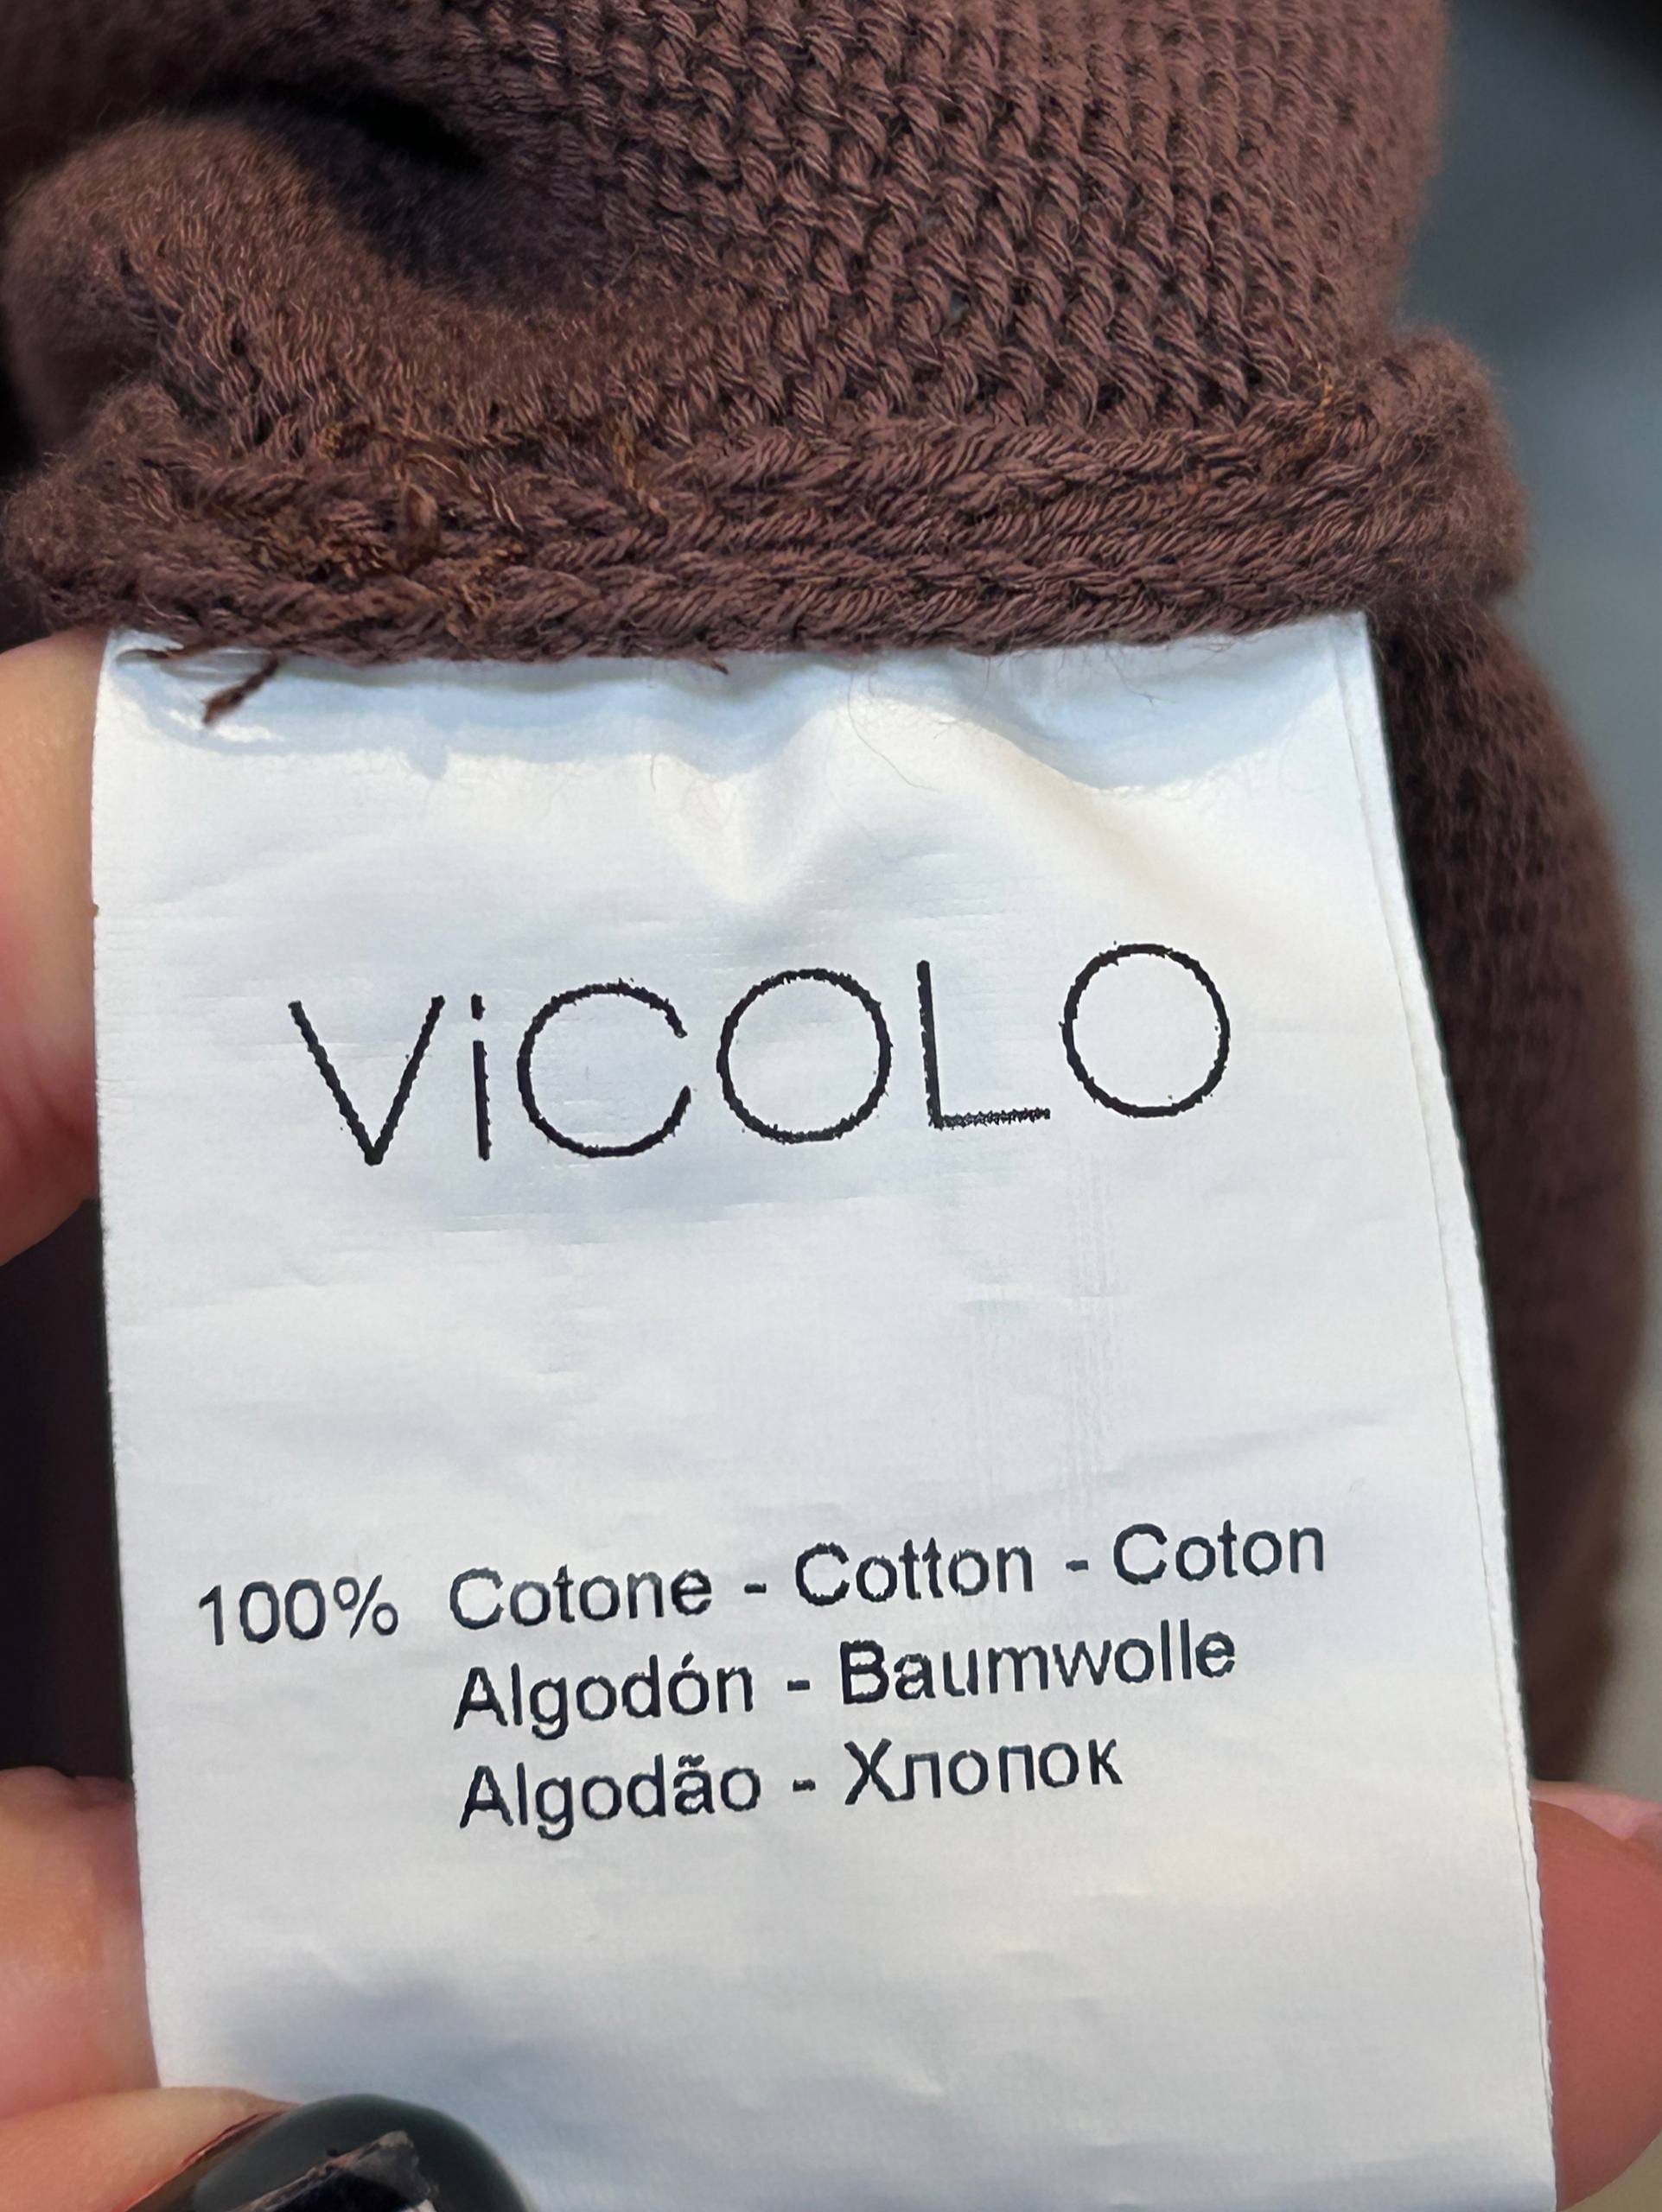 ViCOLO
100% Cotone - Cotton - Coton
Algodón - Baumwolle
Algodão - Хлопок